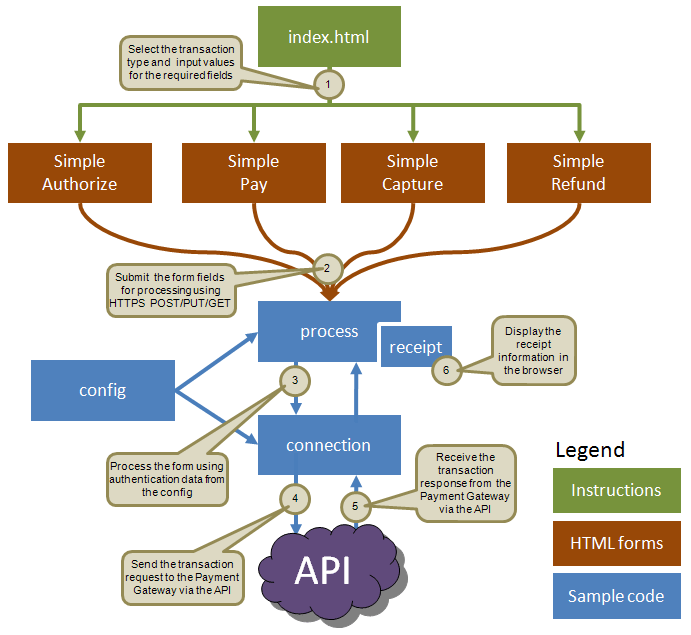 index.html
Select the transaction
type and input values
for the required fields
1
Simple
Authorize
Simple
Pay
Simple
Capture
Simple
Refund
2
Submit the form fields
for processing using
HTTPS POST/PUT/GET
process
receipt
Display the
receipt
information in
the browser
6
config
3
connection
Process the form using
authentication data from
the config
4
5
Receive the
transaction
response from the
Payment Gateway
via the API
Send the transaction
request to the Payment
Gateway via the API
API
Legend
Instructions
HTML forms
Sample code